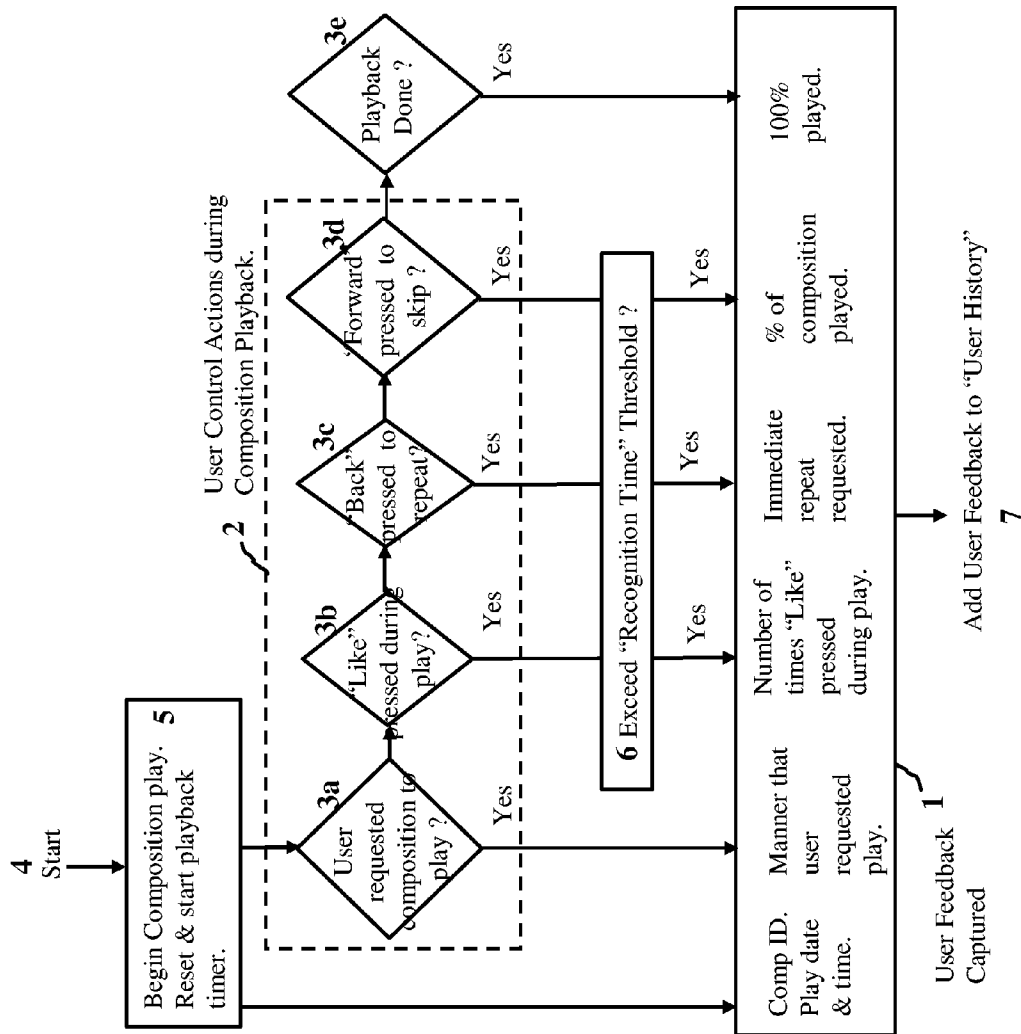 4
Start
Begin Composition play. 5
Reset & start playback
timer.
User Control Actions during
Composition Playback.
2
3a
User
requested
composition to
play ?
Yes
3b
“Like”
pressed during
play?
Yes
3c
“Back”
pressed to
repeat?
Yes
3d
“Forward”
pressed to
skip ?
Yes
3e
Playback
Done ?
Yes
6 Exceed “Recognition Time” Threshold ?
Yes
Yes
Yes
Comp ID.
Play date
& time.
Manner that
user
requested
play.
Number of
times “Like”
pressed
during play.
Immediate
repeat
requested.
% of
composition
played.
100%
played.
1
User Feedback
Captured
Add User Feedback to “User History”
7